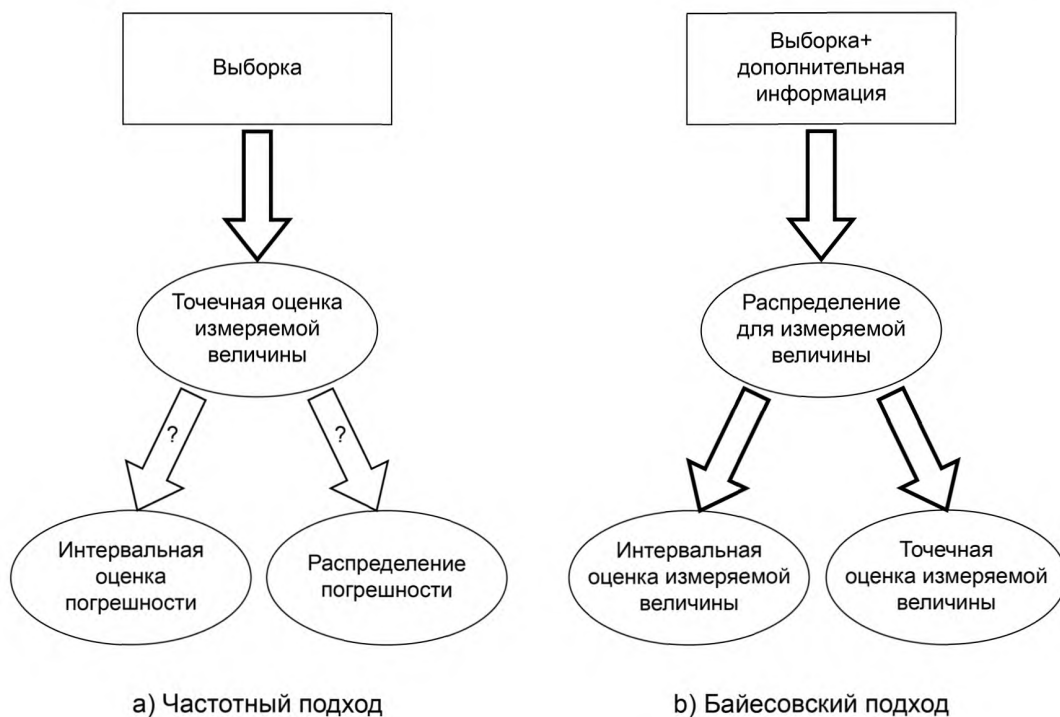 Выборка
Точечная оценка
измеряемой
величины
?
?
Интервальная
оценка
погрешности
Распределение
погрешности
a) Частотный подход
Выборка+
дополнительная
информация
Распределение
для измеряемой
величины
Интервальная
оценка измеряемой
величины
Точечная
оценка измеряемой
величины
b) Байесовский подход